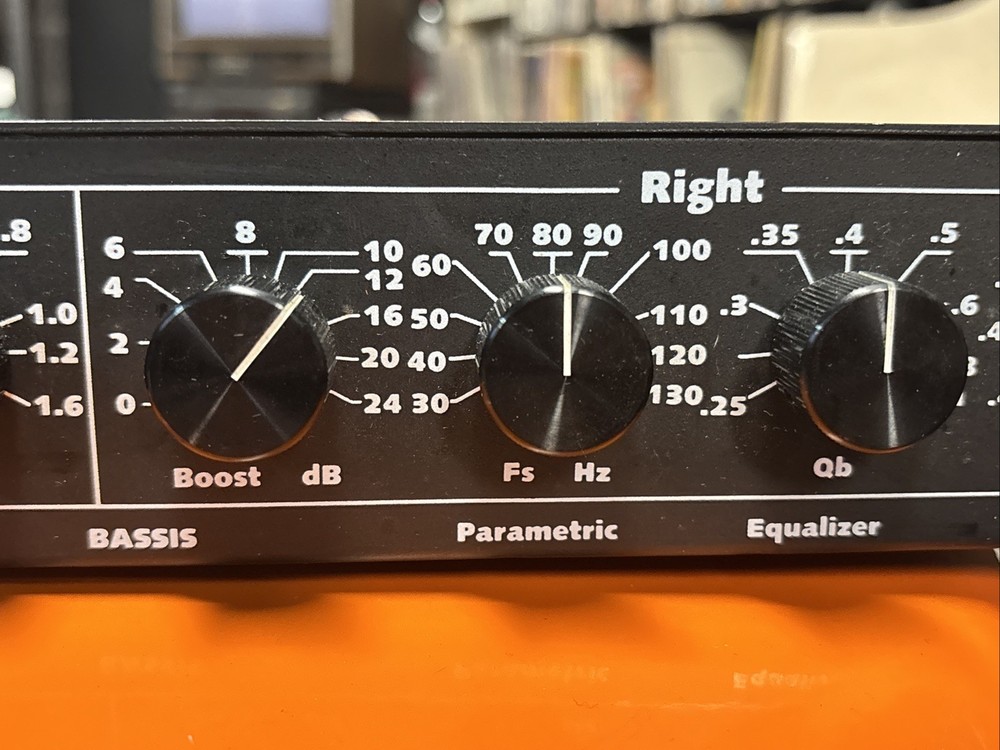 Right
.8 6 8 10 70 80 90 100 .35 .4 .5
4 12 60
1.0 16 50 110 .3 .6
1.2 2 20 40 120
1.6 0 24 30 130 .25
Boost dB Fs Hz Qb
BASSIS Parametric Equalizer